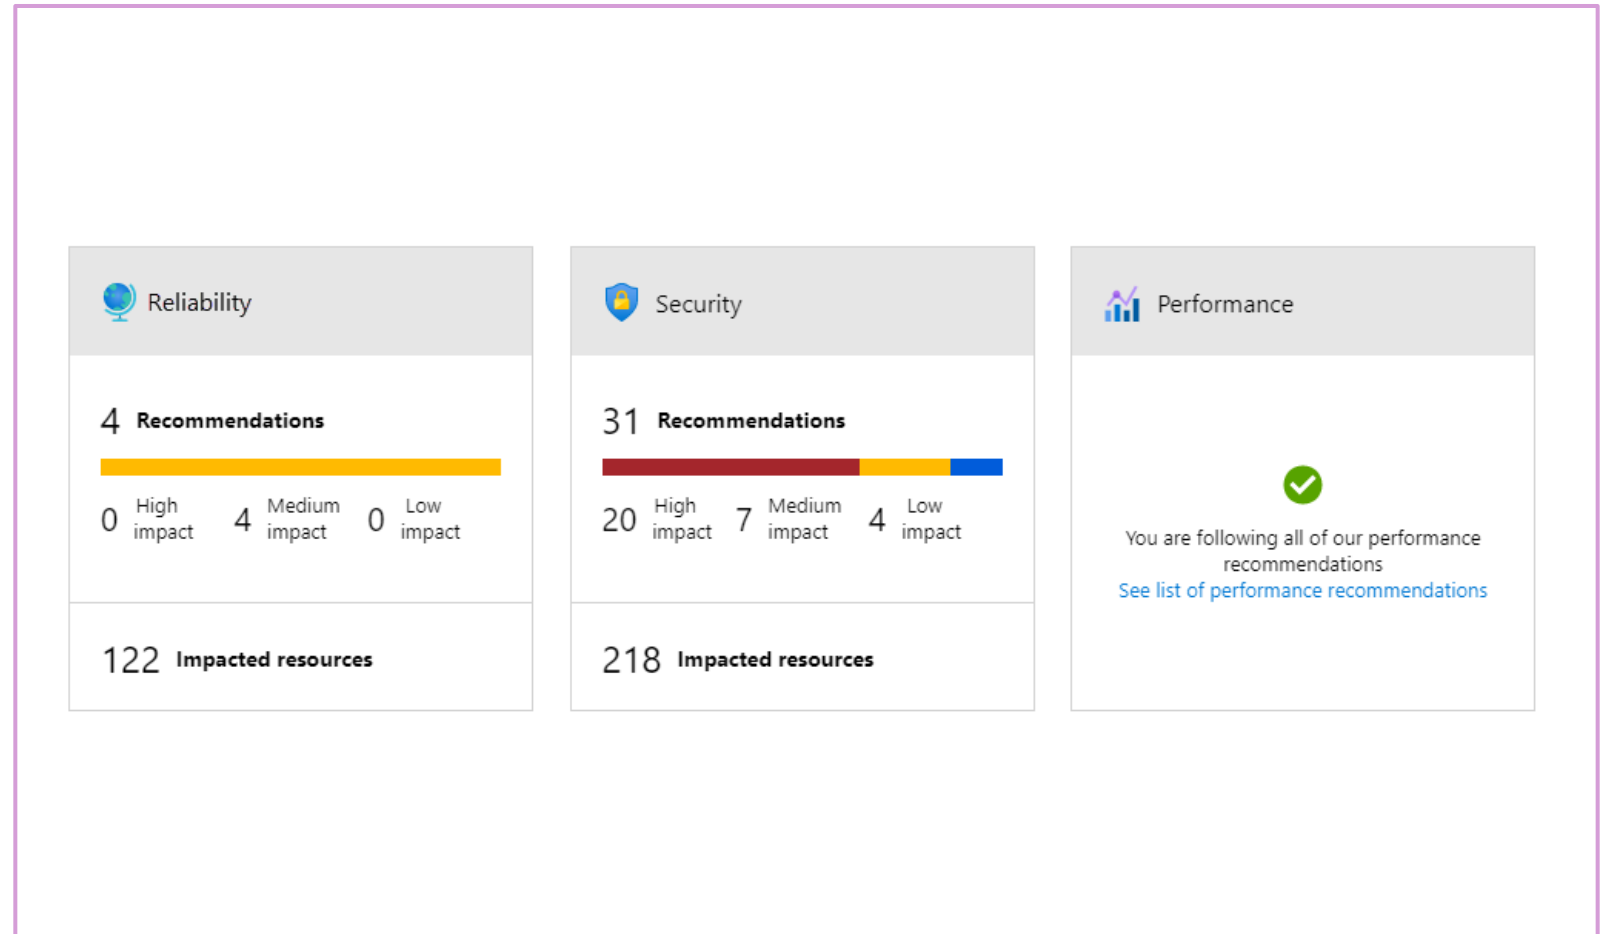 Reliability
4 Recommendations
0 High impact 4 Medium impact 0 Low impact
122 Impacted resources
Security
31 Recommendations
20 High impact 7 Medium impact 4 Low impact
218 Impacted resources
Performance
You are following all of our performance
recommendations
See list of performance recommendations